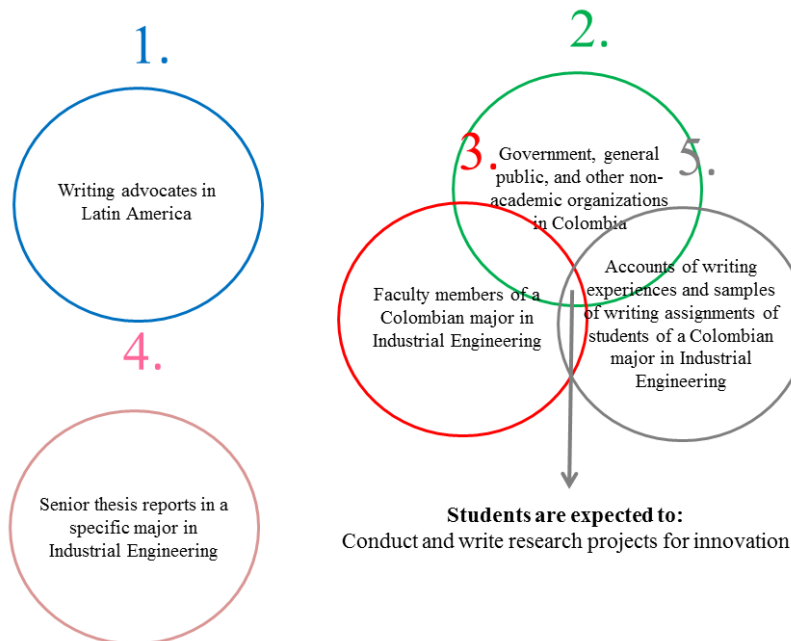 1.
Writing advocates in
Latin America
2.
3.
5.
Government, general
public, and other non-
academic organizations
in Colombia
Faculty members of a
Colombian major in
Industrial Engineering
Accounts of writing
experiences and samples
of writing assignments of
students of a Colombian
major in Industrial
Engineering
4.
Senior thesis reports in a
specific major in
Industrial Engineering
Students are expected to:
Conduct and write research projects for innovation